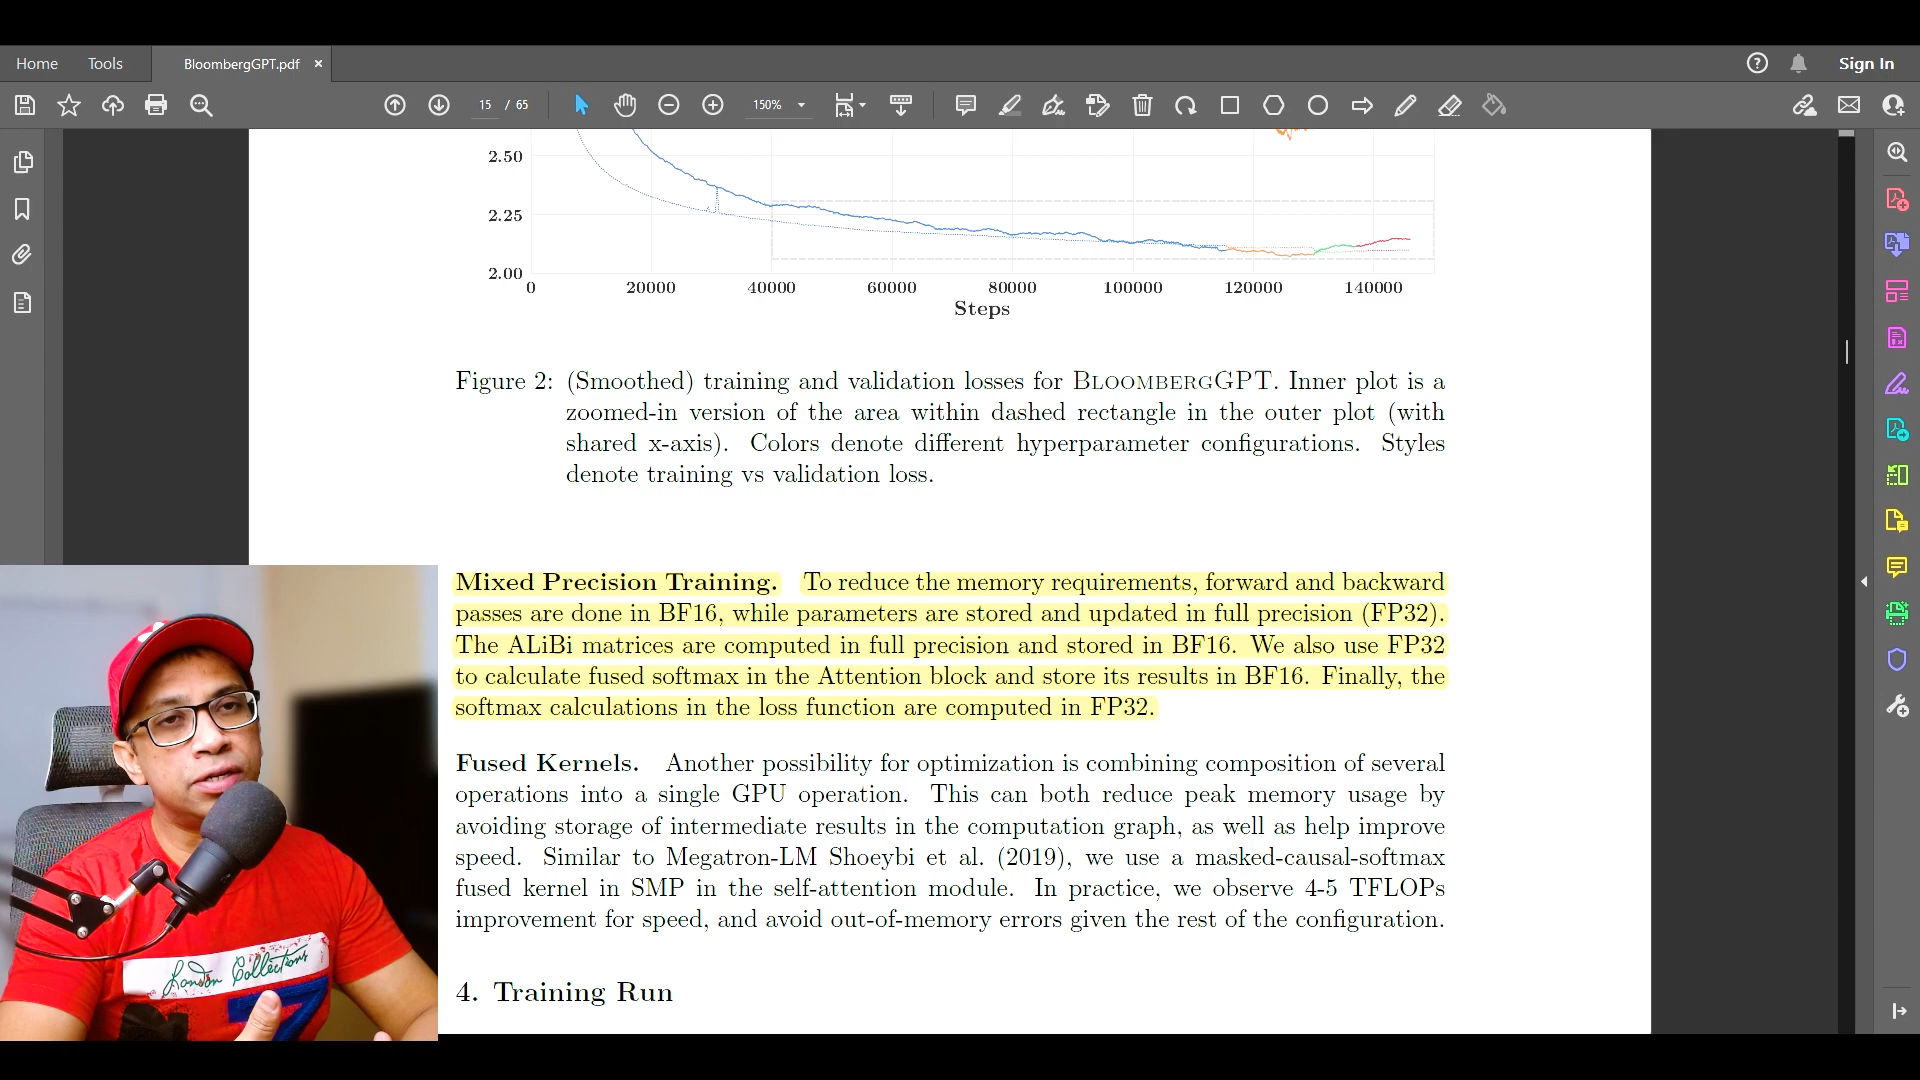 Home
Tools
BloombergGPT.pdf
Sign In
15 / 65
150%
2.50
2.25
2.00
0 20000 40000 60000 80000 100000 120000 140000
Steps
Figure 2: (Smoothed) training and validation losses for BLOOMBERGGPT. Inner plot is a
zoomed-in version of the area within dashed rectangle in the outer plot (with
shared x-axis). Colors denote different hyperparameter configurations. Styles
denote training vs validation loss.
Mixed Precision Training. To reduce the memory requirements, forward and backward
passes are done in BF16, while parameters are stored and updated in full precision (FP32).
The ALiBi matrices are computed in full precision and stored in BF16. We also use FP32
to calculate fused softmax in the Attention block and store its results in BF16. Finally, the
softmax calculations in the loss function are computed in FP32.
Fused Kernels. Another possibility for optimization is combining composition of several
operations into a single GPU operation. This can both reduce peak memory usage by
avoiding storage of intermediate results in the computation graph, as well as help improve
speed. Similar to Megatron-LM Shoeybi et al. (2019), we use a masked-causal-softmax
fused kernel in SMP in the self-attention module. In practice, we observe 4-5 TFLOPs
improvement for speed, and avoid out-of-memory errors given the rest of the configuration.
4. Training Run
London Collections